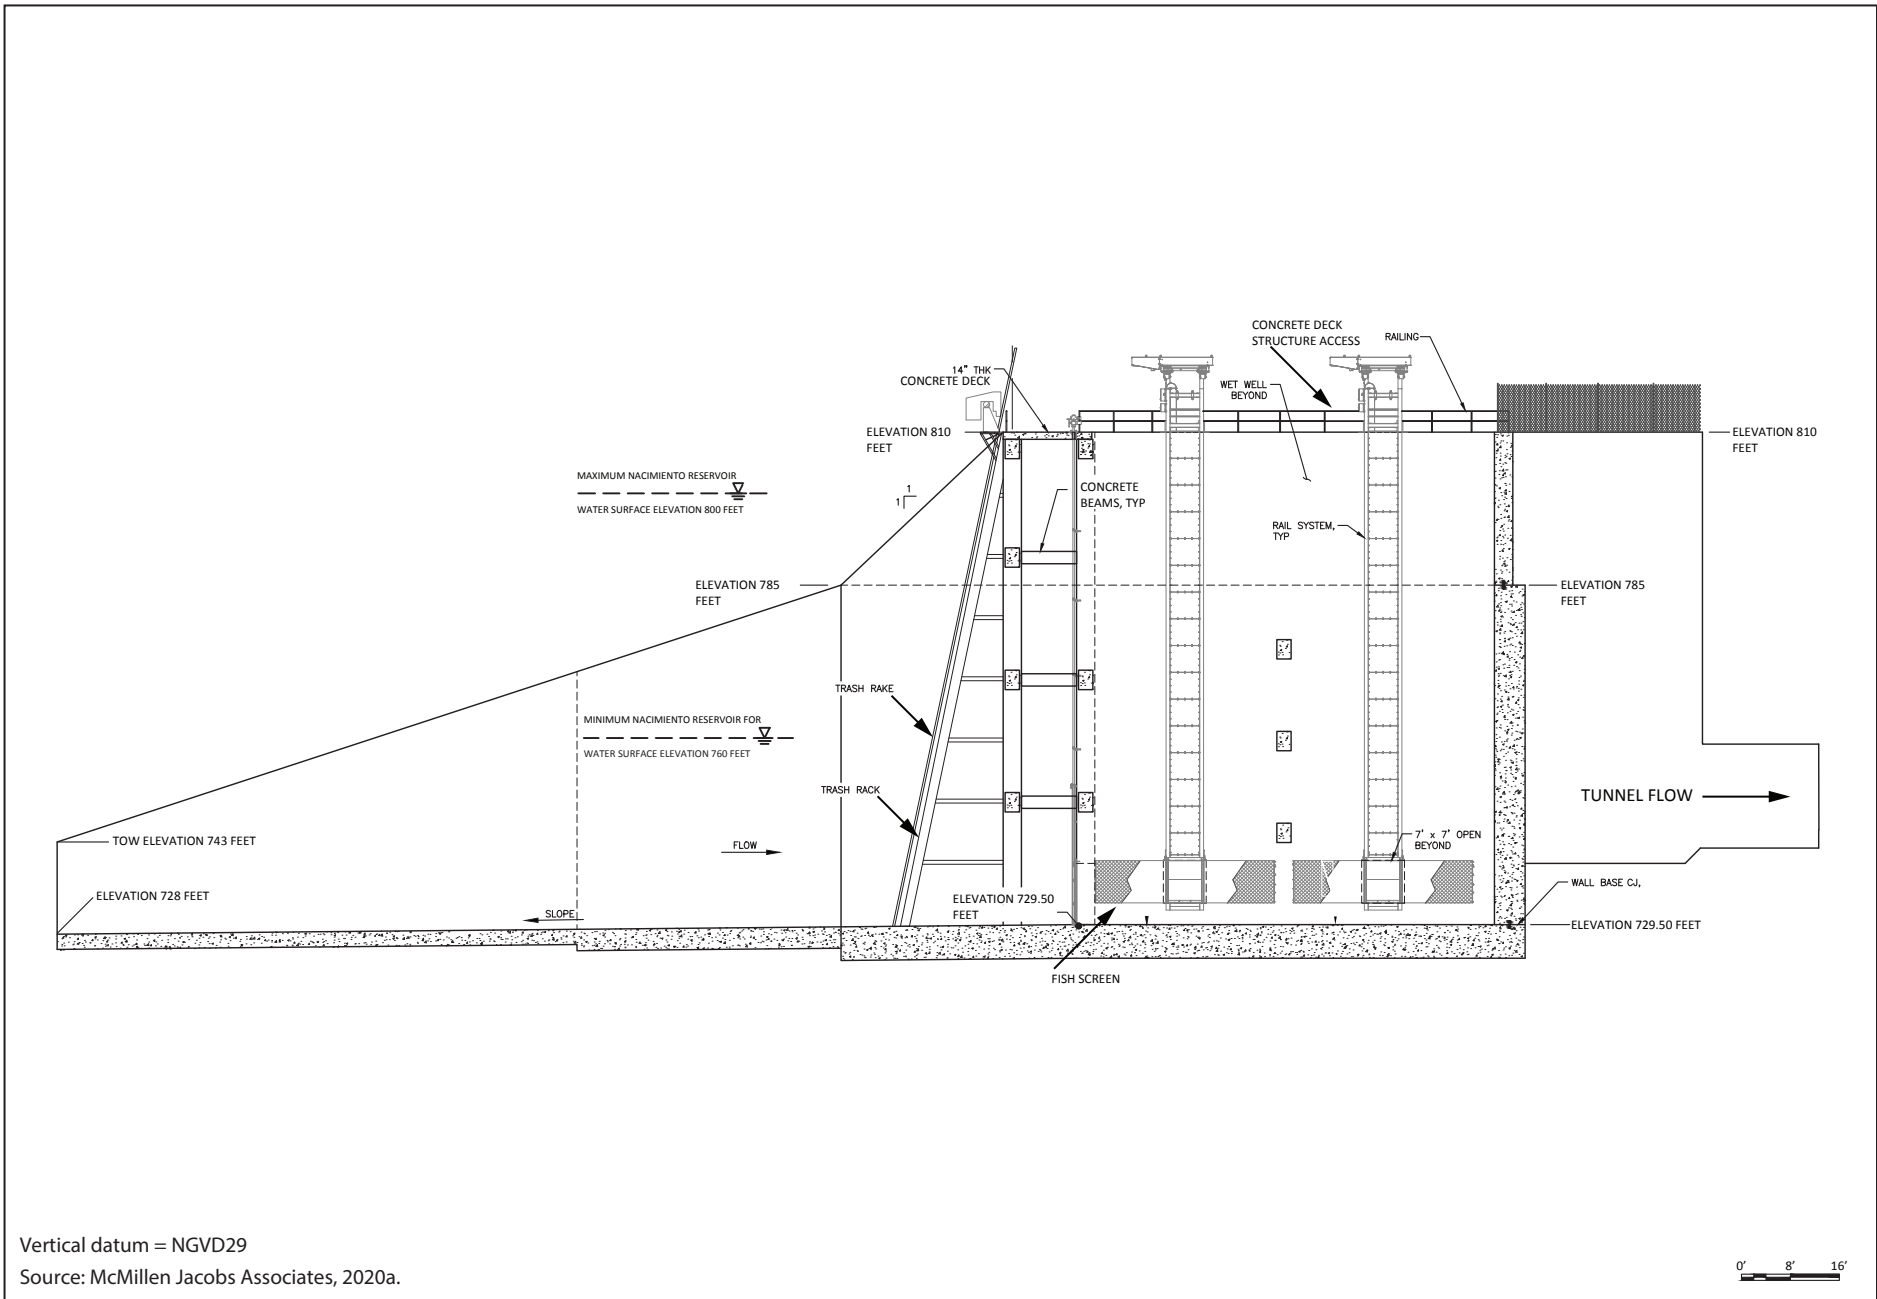 CONCRETE DECK
STRUCTURE ACCESS
RAILING
14" THK
CONCRETE DECK
WET WELL
BEYOND
ELEVATION 810
FEET
ELEVATION 810
FEET
MAXIMUM NACIMIENTO RESERVOIR
WATER SURFACE ELEVATION 800 FEET
1
1
CONCRETE
BEAMS, TYP
RAIL SYSTEM,
TYP
ELEVATION 785
FEET
ELEVATION 785
FEET
TRASH RAKE
MINIMUM NACIMIENTO RESERVOIR FOR
WATER SURFACE ELEVATION 760 FEET
TRASH RACK
TUNNEL FLOW
TOW ELEVATION 743 FEET
FLOW
7' x 7' OPEN
BEYOND
ELEVATION 728 FEET
SLOPE
ELEVATION 729.50
FEET
WALL BASE CJ,
ELEVATION 729.50 FEET
FISH SCREEN
Vertical datum = NGVD29
Source: McMillen Jacobs Associates, 2020a.
0' 8' 16'